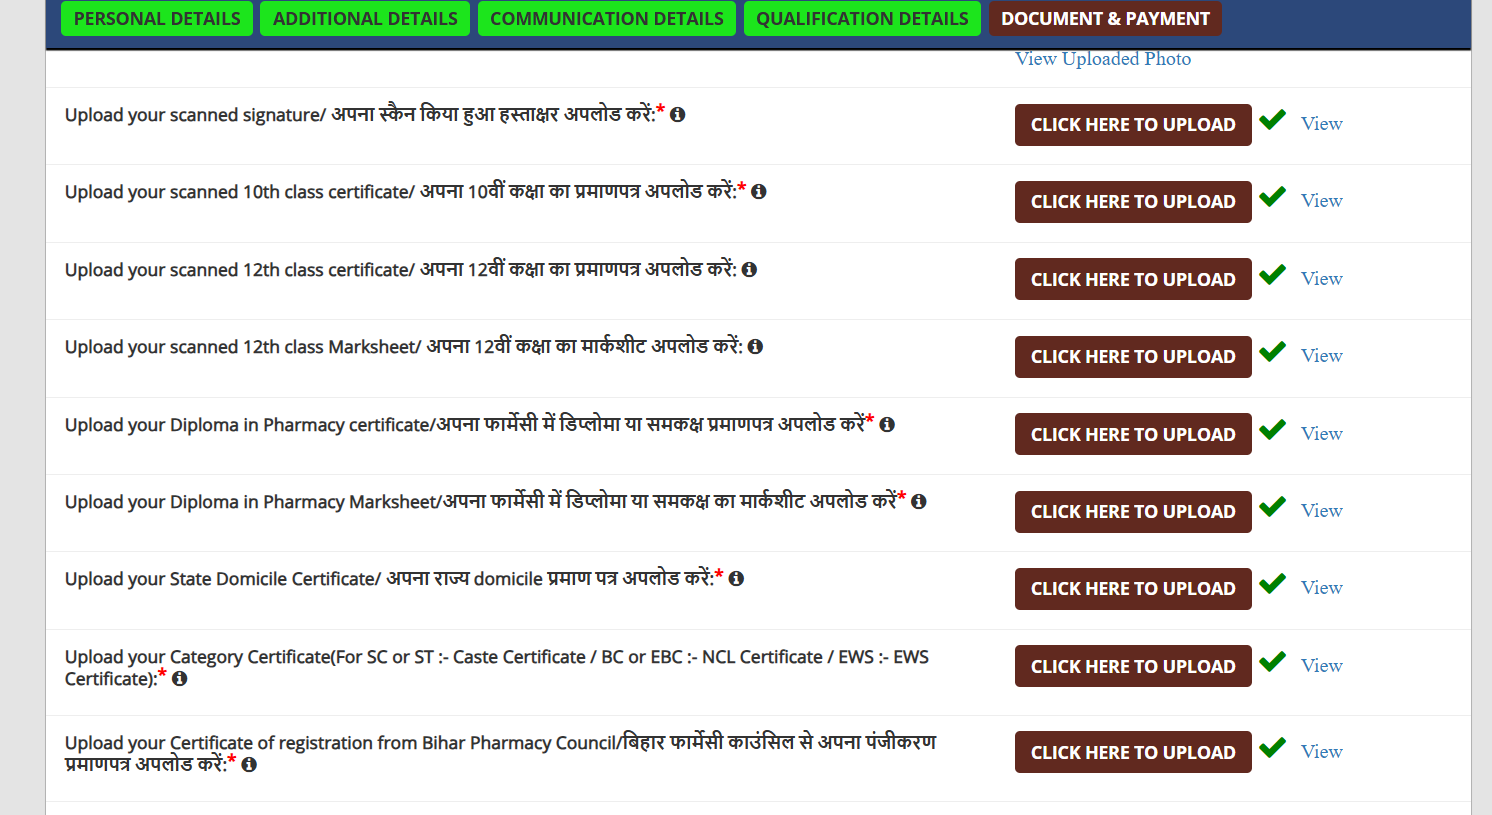 PERSONAL DETAILS ADDITIONAL DETAILS COMMUNICATION DETAILS QUALIFICATION DETAILS DOCUMENT & PAYMENT
View Uploaded Photo
Upload your scanned signature/ अपना स्कैन किया हुआ हस्ताक्षर अपलोड करें:* CLICK HERE TO UPLOAD View
Upload your scanned 10th class certificate/ अपना 10वीं कक्षा का प्रमाणपत्र अपलोड करें:* CLICK HERE TO UPLOAD View
Upload your scanned 12th class certificate/ अपना 12वीं कक्षा का प्रमाणपत्र अपलोड करें: CLICK HERE TO UPLOAD View
Upload your scanned 12th class Marksheet/ अपना 12वीं कक्षा का मार्कशीट अपलोड करें: CLICK HERE TO UPLOAD View
Upload your Diploma in Pharmacy certificate/अपना फार्मेसी में डिप्लोमा या समकक्ष प्रमाणपत्र अपलोड करें* CLICK HERE TO UPLOAD View
Upload your Diploma in Pharmacy Marksheet/अपना फार्मेसी में डिप्लोमा या समकक्ष का मार्कशीट अपलोड करें* CLICK HERE TO UPLOAD View
Upload your State Domicile Certificate/ अपना राज्य domicile प्रमाण पत्र अपलोड करें:* CLICK HERE TO UPLOAD View
Upload your Category Certificate(For SC or ST :- Caste Certificate / BC or EBC :- NCL Certificate / EWS :- EWS
Certificate):* CLICK HERE TO UPLOAD View
Upload your Certificate of registration from Bihar Pharmacy Council/बिहार फार्मेसी काउंसिल से अपना पंजीकरण
प्रमाणपत्र अपलोड करें:* CLICK HERE TO UPLOAD View